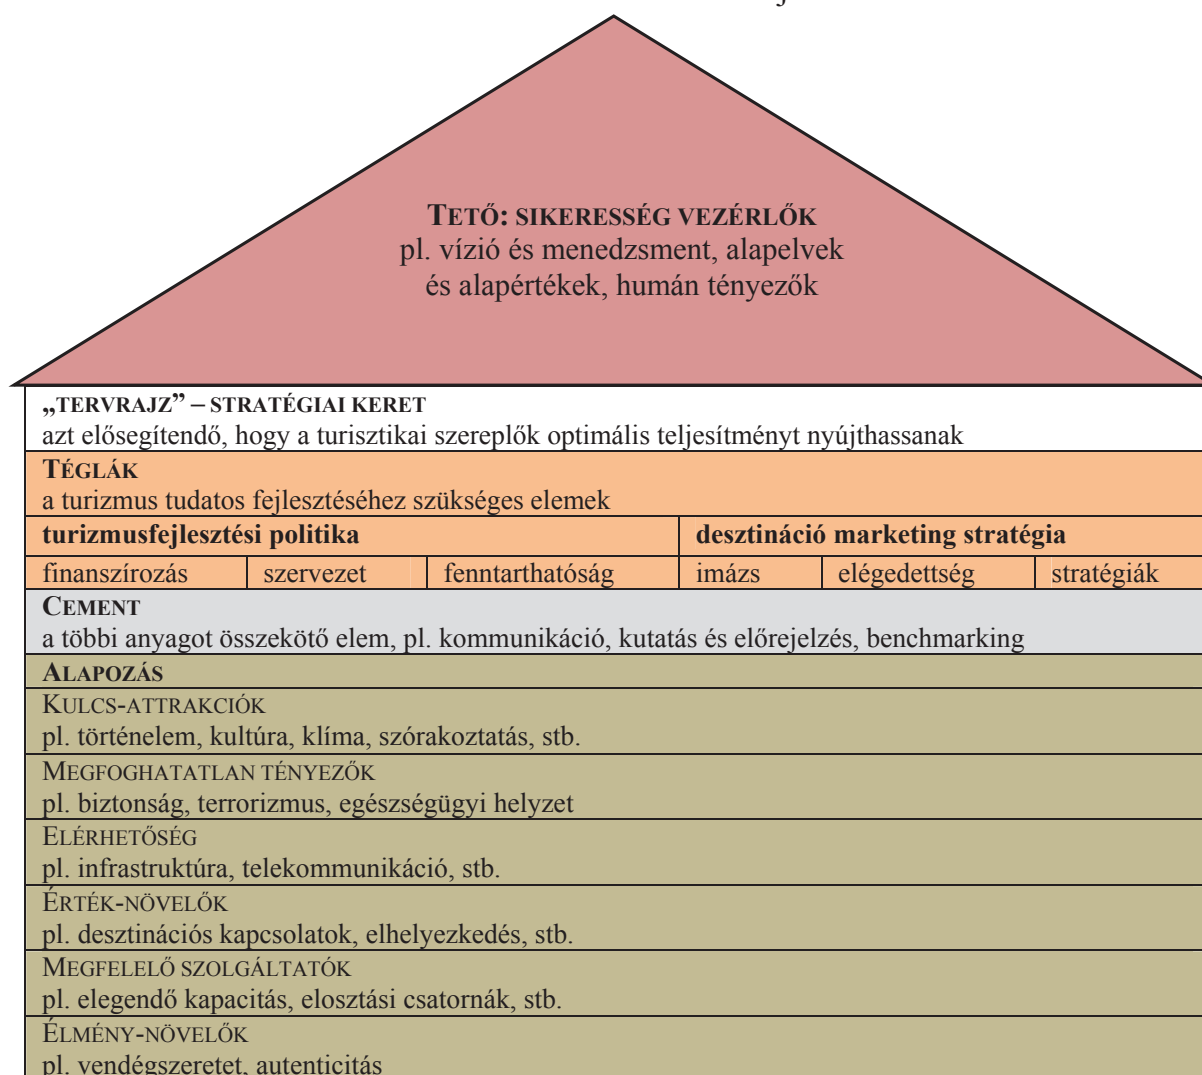 TETŐ: SIKERESSÉG VEZÉRLŐK
pl. vízió és menedzsment, alapelvek
és alapértékek, humán tényezők
„TERVRAJZ” – STRATÉGIAI KERET
azt elősegítendő, hogy a turisztikai szereplők optimális teljesítményt nyújthassanak
TÉGLÁK
a turizmus tudatos fejlesztéséhez szükséges elemek
turizmusfejlesztési politika desztináció marketing stratégia
finanszírozás szervezet fenntarthatóság imázs elégedettség stratégiák
CEMENT
a többi anyagot összekötő elem, pl. kommunikáció, kutatás és előrejelzés, benchmarking
ALAPOZÁS
KULCS-ATTRAKCIÓK
pl. történelem, kultúra, klíma, szórakoztatás, stb.
MEGFOGHATATLAN TÉNYEZŐK
pl. biztonság, terrorizmus, egészségügyi helyzet
ELÉRHETŐSÉG
pl. infrastruktúra, telekommunikáció, stb.
ÉRTÉK-NÖVELŐK
pl. desztinációs kapcsolatok, elhelyezkedés, stb.
MEGFELELŐ SZOLGÁLTATÓK
pl. elegendő kapacitás, elosztási csatornák, stb.
ÉLMÉNY-NÖVELŐK
pl. vendégszeretet, autenticitás